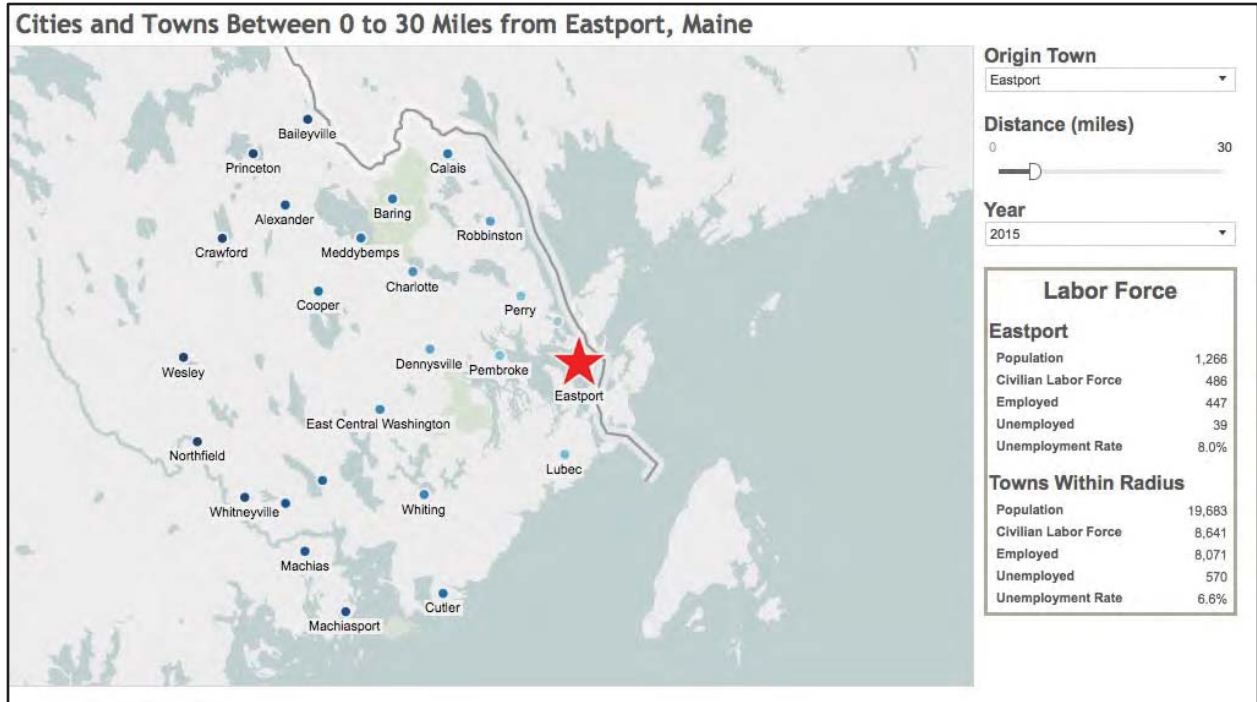 Cities and Towns Between 0 to 30 Miles from Eastport, Maine
Baileyville
Princeton
Calais
Alexander
Baring
Robbinston
Crawford
Meddybemps
Charlotte
Cooper
Perry
Wesley
Dennysville
Pembroke
Eastport
East Central Washington
Northfield
Lubec
Whitneyville
Whiting
Machias
Cutler
Machiasport
Origin Town
Eastport
Distance (miles)
0 30
Year
2015
Labor Force
Eastport
Population 1,266
Civilian Labor Force 486
Employed 447
Unemployed 39
Unemployment Rate 8.0%
Towns Within Radius
Population 19,683
Civilian Labor Force 8,641
Employed 8,071
Unemployed 570
Unemployment Rate 6.6%